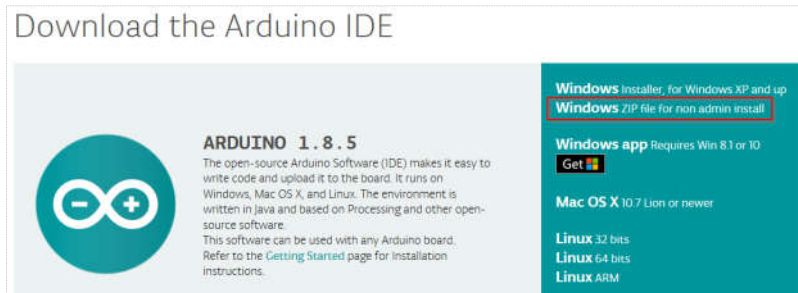 Download the Arduino IDE
ARDUINO 1.8.5
The open-source Arduino Software (IDE) makes it easy to
write code and upload it to the board. It runs on
Windows, Mac OS X, and Linux. The environment is
written in Java and based on Processing and other open-
source software.
This software can be used with any Arduino board.
Refer to the Getting Started page for Installation
instructions.
Windows Installer, for Windows XP and up
Windows ZIP file for non admin install
Windows app Requires Win 8.1 or 10
Get
Mac OS X 10.7 Lion or newer
Linux 32 bits
Linux 64 bits
Linux ARM